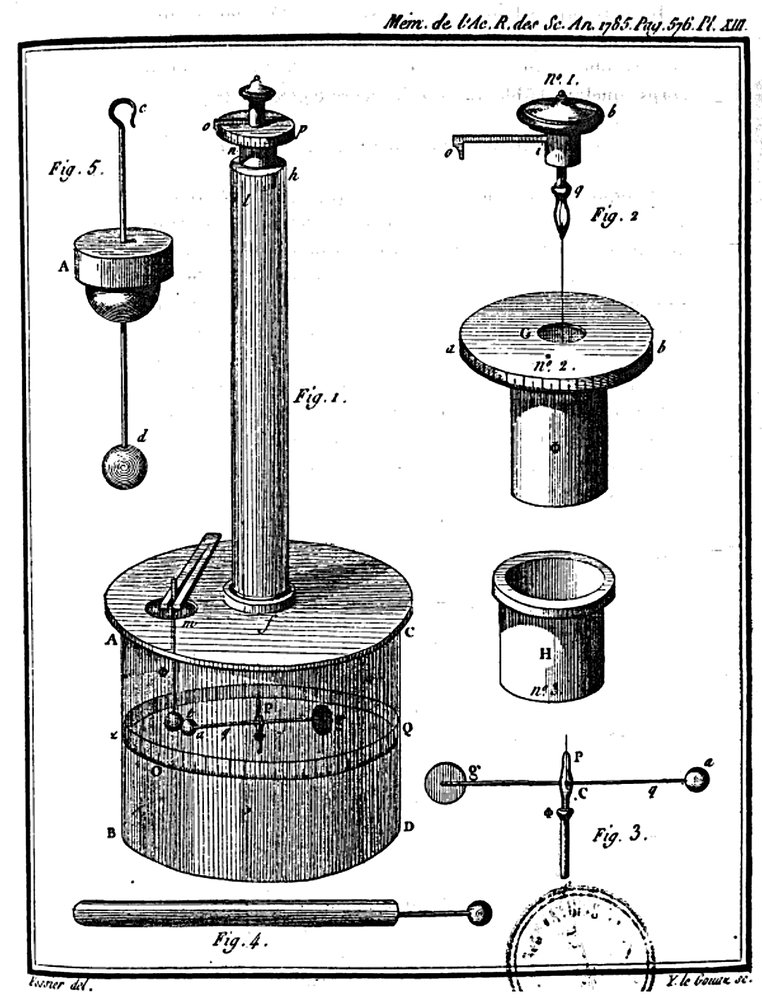 Mém. de l'Ac. R. des Sc. An. 1785. Pag. 576. Pl. XIII.
c
Fig. 5.
A
d
o
p
n
h
l
Fig. 1.
nº. 1.
b
o
i
q
Fig. 2
G
a
b
nº. 2.
Φ
H
nº. 3
m
f
A
C
Φ
P
t
a
q
g
z
Q
O
B
D
P
a
g
C
q
Φ
Fig. 3.
Fig. 4.
del.
Y. le Gouaz sc.